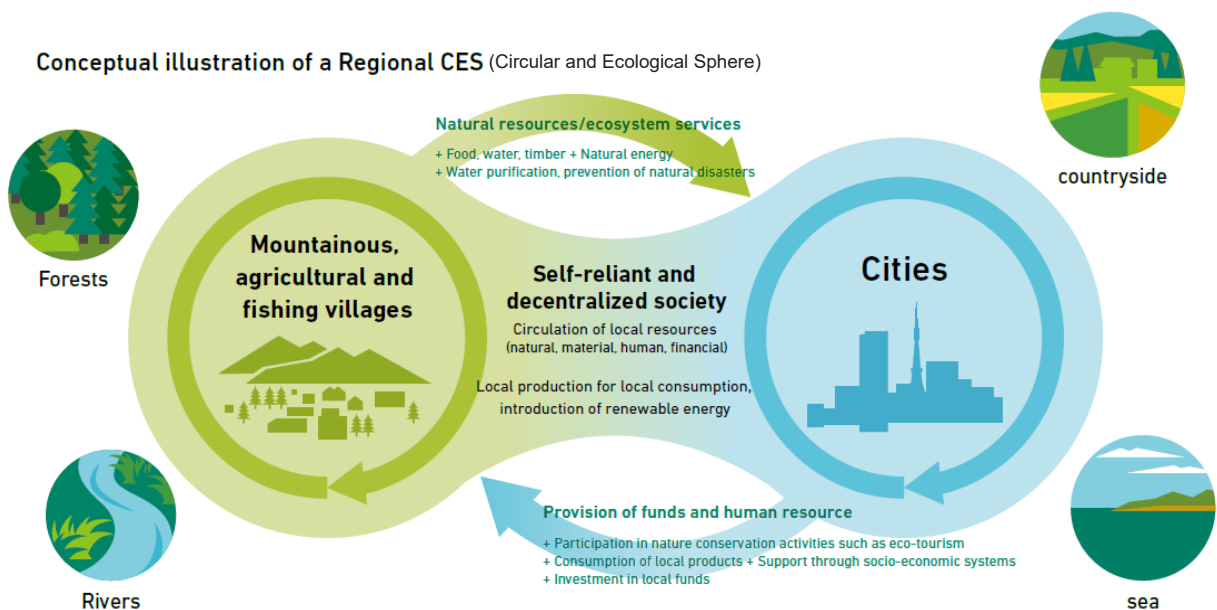 Conceptual illustration of a Regional CES (Circular and Ecological Sphere)
Natural resources/ecosystem services
+ Food, water, timber + Natural energy
+ Water purification, prevention of natural disasters
countryside
Forests
Mountainous,
agricultural and
fishing villages
Self-reliant and
decentralized society
Circulation of local resources
(natural, material, human, financial)
Local production for local consumption,
introduction of renewable energy
Cities
Provision of funds and human resource
+ Participation in nature conservation activities such as eco-tourism
+ Consumption of local products + Support through socio-economic systems
+ Investment in local funds
Rivers
sea